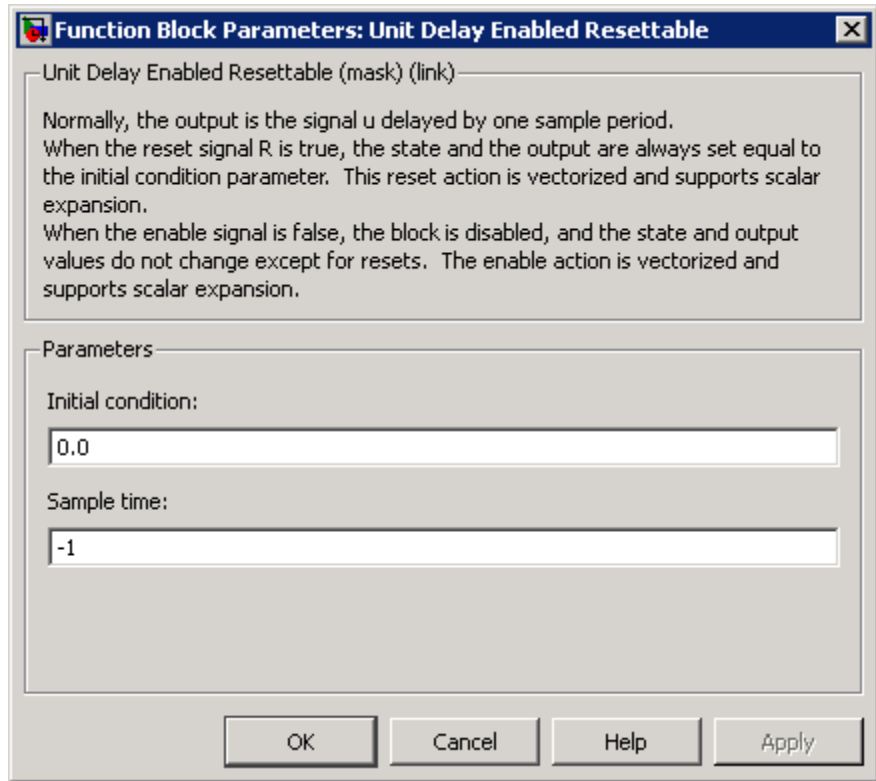 Function Block Parameters: Unit Delay Enabled Resettable
Unit Delay Enabled Resettable (mask) (link)
Normally, the output is the signal u delayed by one sample period.
When the reset signal R is true, the state and the output are always set equal to
the initial condition parameter.  This reset action is vectorized and supports scalar
expansion.
When the enable signal is false, the block is disabled, and the state and output
values do not change except for resets.  The enable action is vectorized and
supports scalar expansion.
Parameters
Initial condition:
0.0
Sample time:
-1
OK Cancel Help Apply